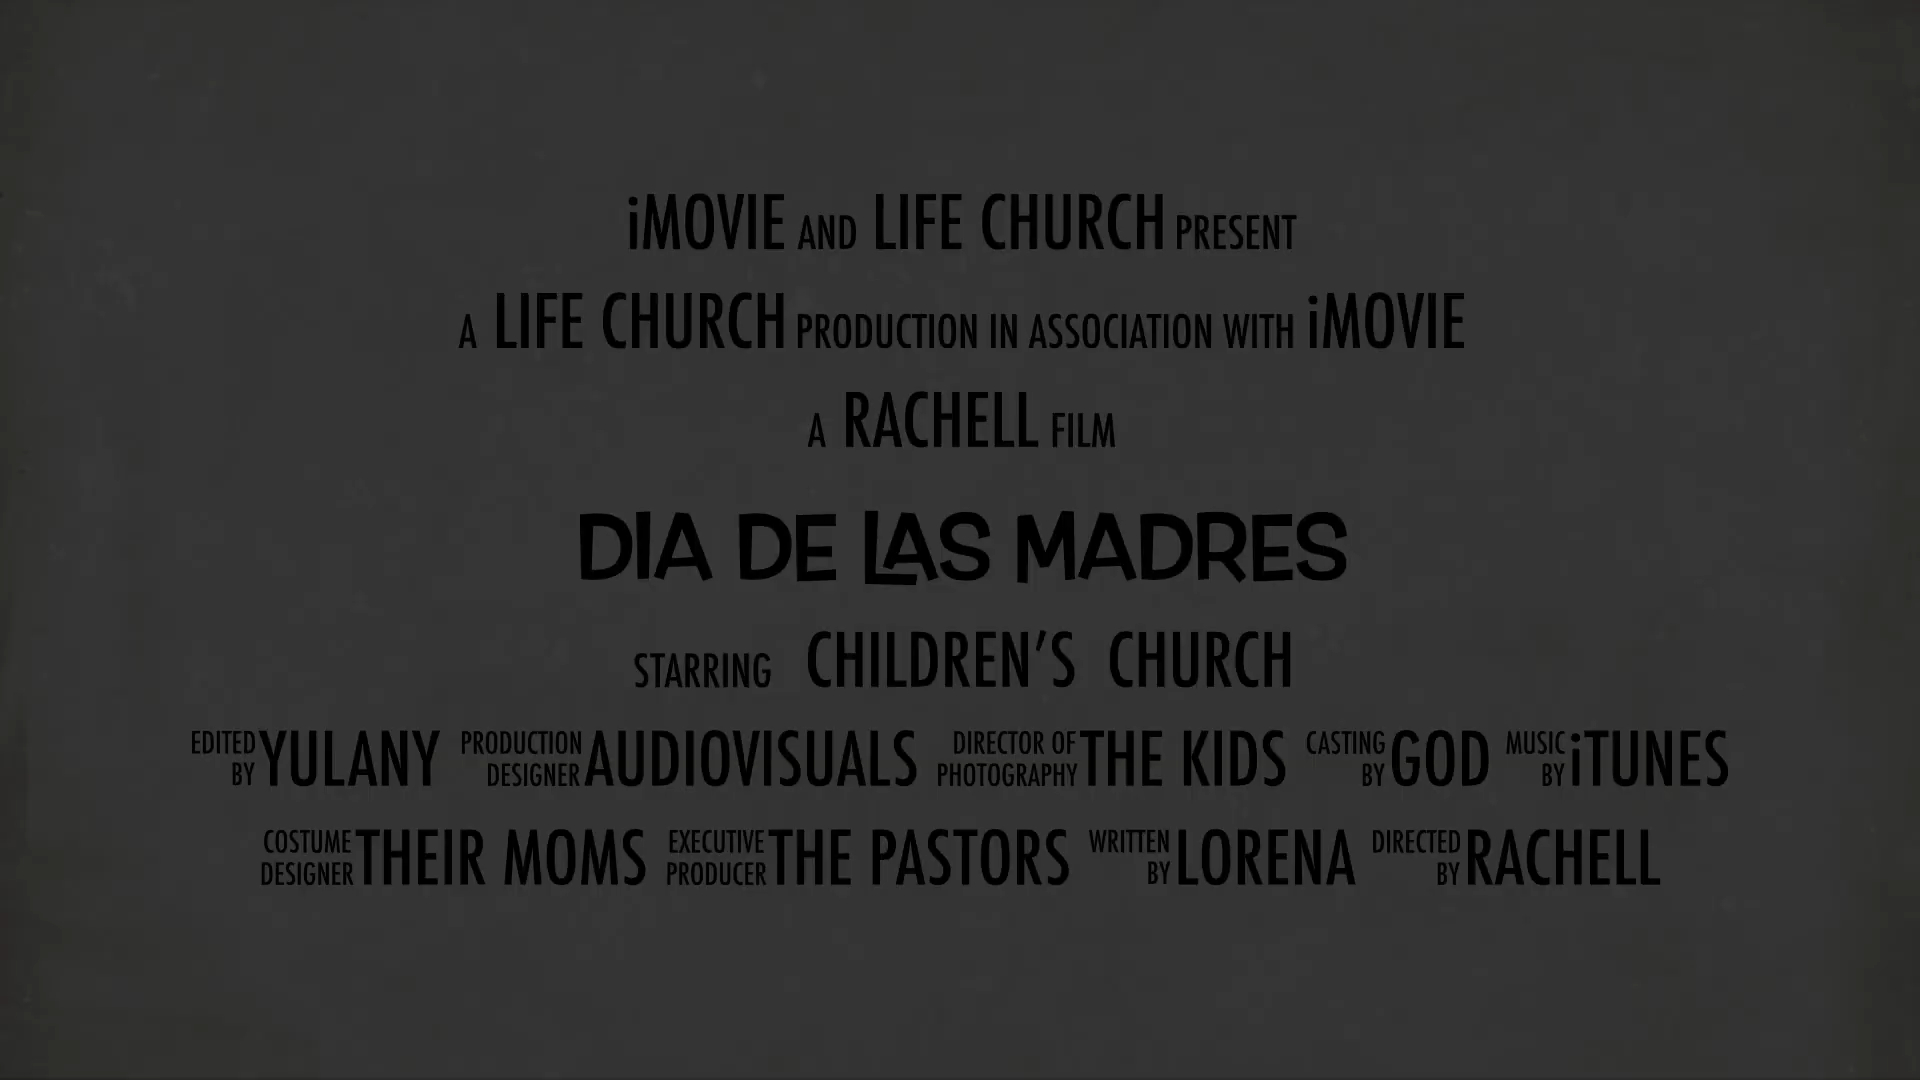 iMOVIE AND LIFE CHURCH PRESENT
A LIFE CHURCH PRODUCTION IN ASSOCIATION WITH iMOVIE
A RACHELL FILM
DIA DE LAS MADRES
STARRING CHILDREN'S CHURCH
EDITED BY YULANY PRODUCTION DESIGNER AUDIOVISUALS DIRECTOR OF PHOTOGRAPHY THE KIDS CASTING BY GOD MUSIC BY iTUNES
COSTUME DESIGNER THEIR MOMS EXECUTIVE PRODUCER THE PASTORS WRITTEN BY LORENA DIRECTED BY RACHELL